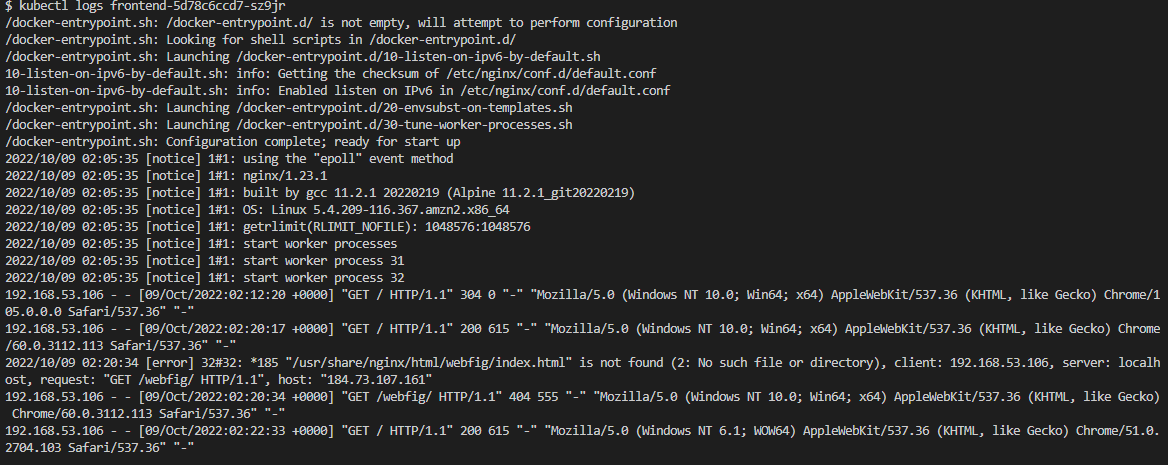 $ kubectl logs frontend-5d78c6ccd7-sz9jr
/docker-entrypoint.sh: /docker-entrypoint.d/ is not empty, will attempt to perform configuration
/docker-entrypoint.sh: Looking for shell scripts in /docker-entrypoint.d/
/docker-entrypoint.sh: Launching /docker-entrypoint.d/10-listen-on-ipv6-by-default.sh
10-listen-on-ipv6-by-default.sh: info: Getting the checksum of /etc/nginx/conf.d/default.conf
10-listen-on-ipv6-by-default.sh: info: Enabled listen on IPv6 in /etc/nginx/conf.d/default.conf
/docker-entrypoint.sh: Launching /docker-entrypoint.d/20-envsubst-on-templates.sh
/docker-entrypoint.sh: Launching /docker-entrypoint.d/30-tune-worker-processes.sh
/docker-entrypoint.sh: Configuration complete; ready for start up
2022/10/09 02:05:35 [notice] 1#1: using the "epoll" event method
2022/10/09 02:05:35 [notice] 1#1: nginx/1.23.1
2022/10/09 02:05:35 [notice] 1#1: built by gcc 11.2.1 20220219 (Alpine 11.2.1_git20220219)
2022/10/09 02:05:35 [notice] 1#1: OS: Linux 5.4.209-116.367.amzn2.x86_64
2022/10/09 02:05:35 [notice] 1#1: getrlimit(RLIMIT_NOFILE): 1048576:1048576
2022/10/09 02:05:35 [notice] 1#1: start worker processes
2022/10/09 02:05:35 [notice] 1#1: start worker process 31
2022/10/09 02:05:35 [notice] 1#1: start worker process 32
192.168.53.106 - - [09/Oct/2022:02:12:20 +0000] "GET / HTTP/1.1" 304 0 "-" "Mozilla/5.0 (Windows NT 10.0; Win64; x64) AppleWebKit/537.36 (KHTML, like Gecko) Chrome/1
05.0.0.0 Safari/537.36" "-"
192.168.53.106 - - [09/Oct/2022:02:20:17 +0000] "GET / HTTP/1.1" 200 615 "-" "Mozilla/5.0 (Windows NT 10.0; Win64; x64) AppleWebKit/537.36 (KHTML, like Gecko) Chrome
/60.0.3112.113 Safari/537.36" "-"
2022/10/09 02:20:34 [error] 32#32: *185 "/usr/share/nginx/html/webfig/index.html" is not found (2: No such file or directory), client: 192.168.53.106, server: localh
ost, request: "GET /webfig/ HTTP/1.1", host: "184.73.107.161"
192.168.53.106 - - [09/Oct/2022:02:20:34 +0000] "GET /webfig/ HTTP/1.1" 404 555 "-" "Mozilla/5.0 (Windows NT 10.0; Win64; x64) AppleWebKit/537.36 (KHTML, like Gecko)
 Chrome/60.0.3112.113 Safari/537.36" "-"
192.168.53.106 - - [09/Oct/2022:02:22:33 +0000] "GET / HTTP/1.1" 200 615 "-" "Mozilla/5.0 (Windows NT 6.1; WOW64) AppleWebKit/537.36 (KHTML, like Gecko) Chrome/51.0.
2704.103 Safari/537.36" "-"